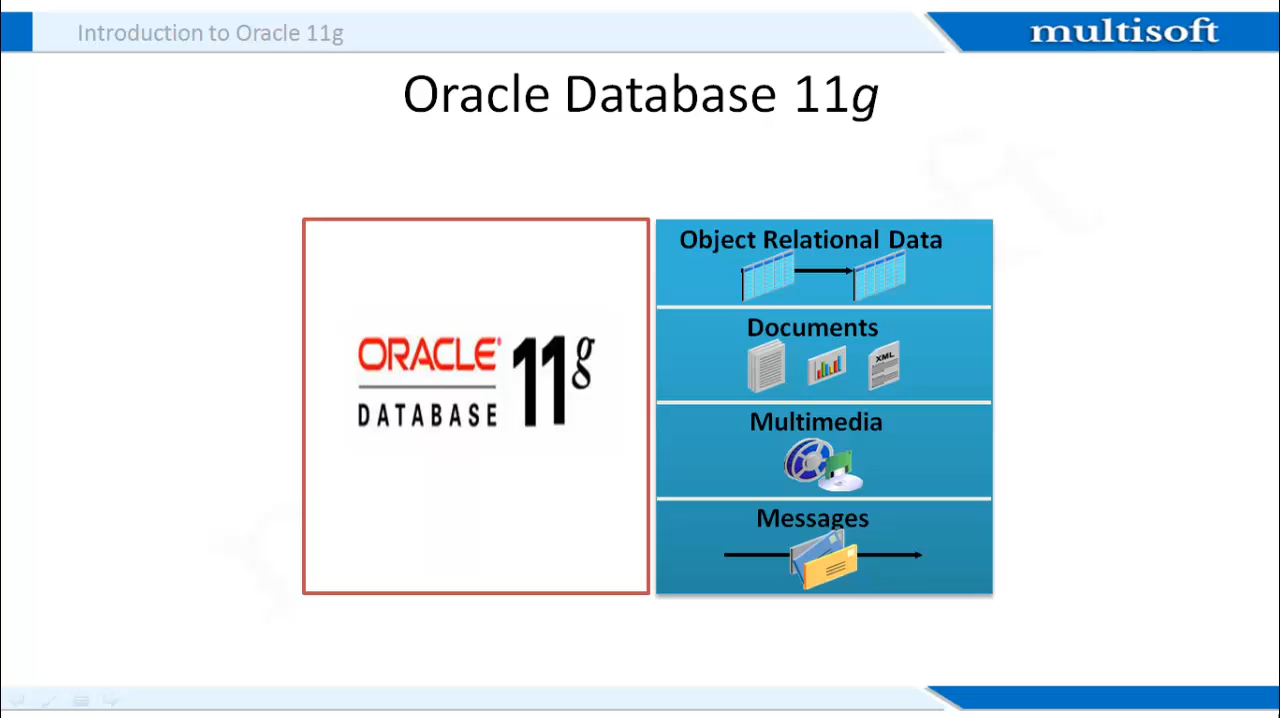 Introduction to Oracle 11g
multisoft
Oracle Database 11g
ORACLE
DATABASE
11g
Object Relational Data
Documents
XML
Multimedia
Messages